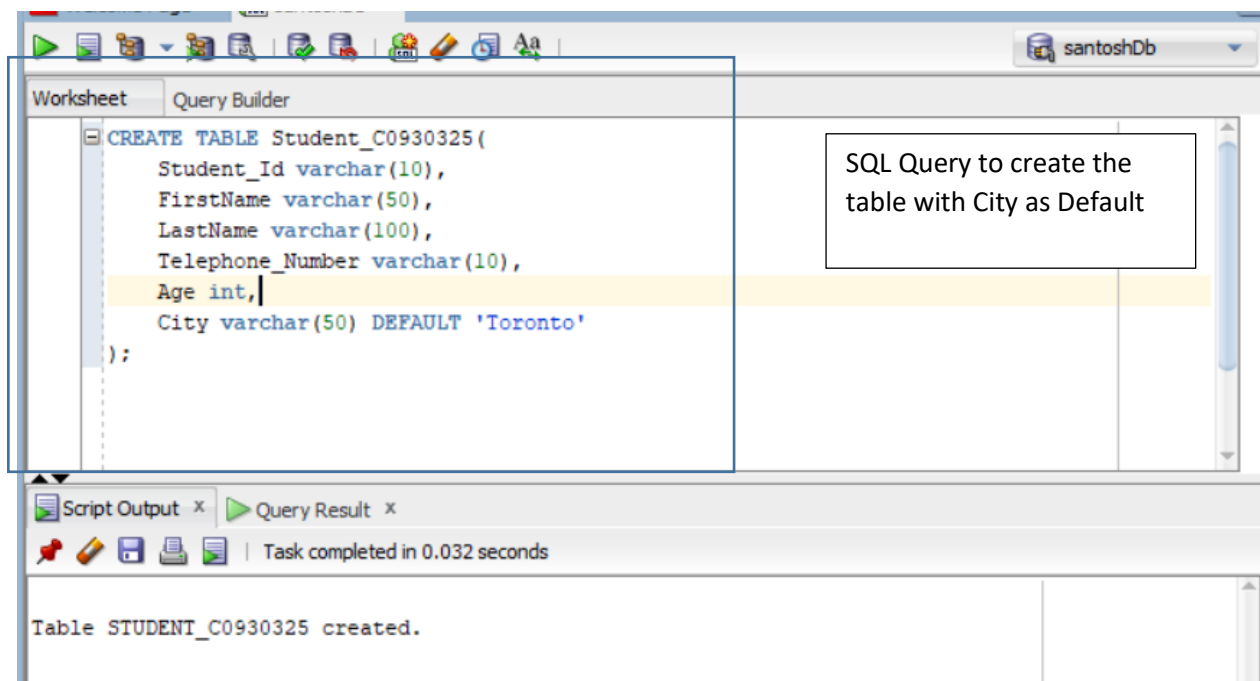 santoshDb
Worksheet Query Builder
CREATE TABLE Student_C0930325(
Student_Id varchar(10),
FirstName varchar(50),
LastName varchar(100),
Telephone_Number varchar(10),
Age int,
City varchar(50) DEFAULT 'Toronto'
);
SQL Query to create the
table with City as Default
Script Output x Query Result x
Task completed in 0.032 seconds
Table STUDENT_C0930325 created.